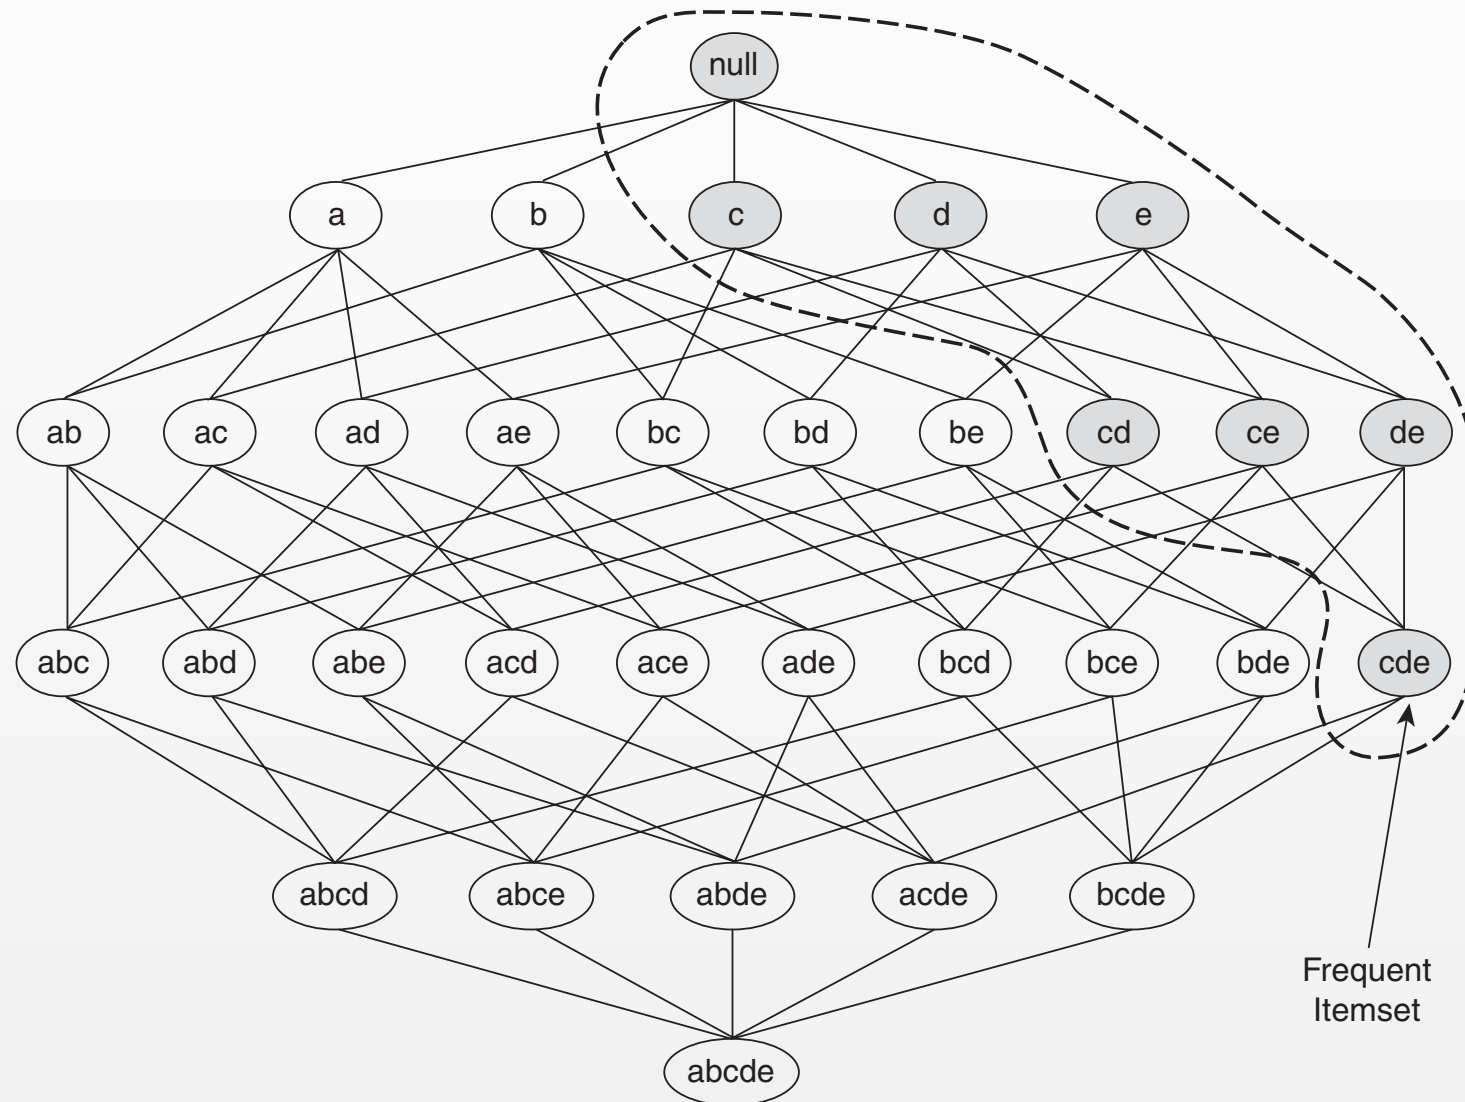 null
a b c d e
ab ac ad ae bc bd be cd ce de
abc abd abe acd ace ade bcd bce bde cde
abcd abce abde acde bcde
Frequent
Itemset
abcde